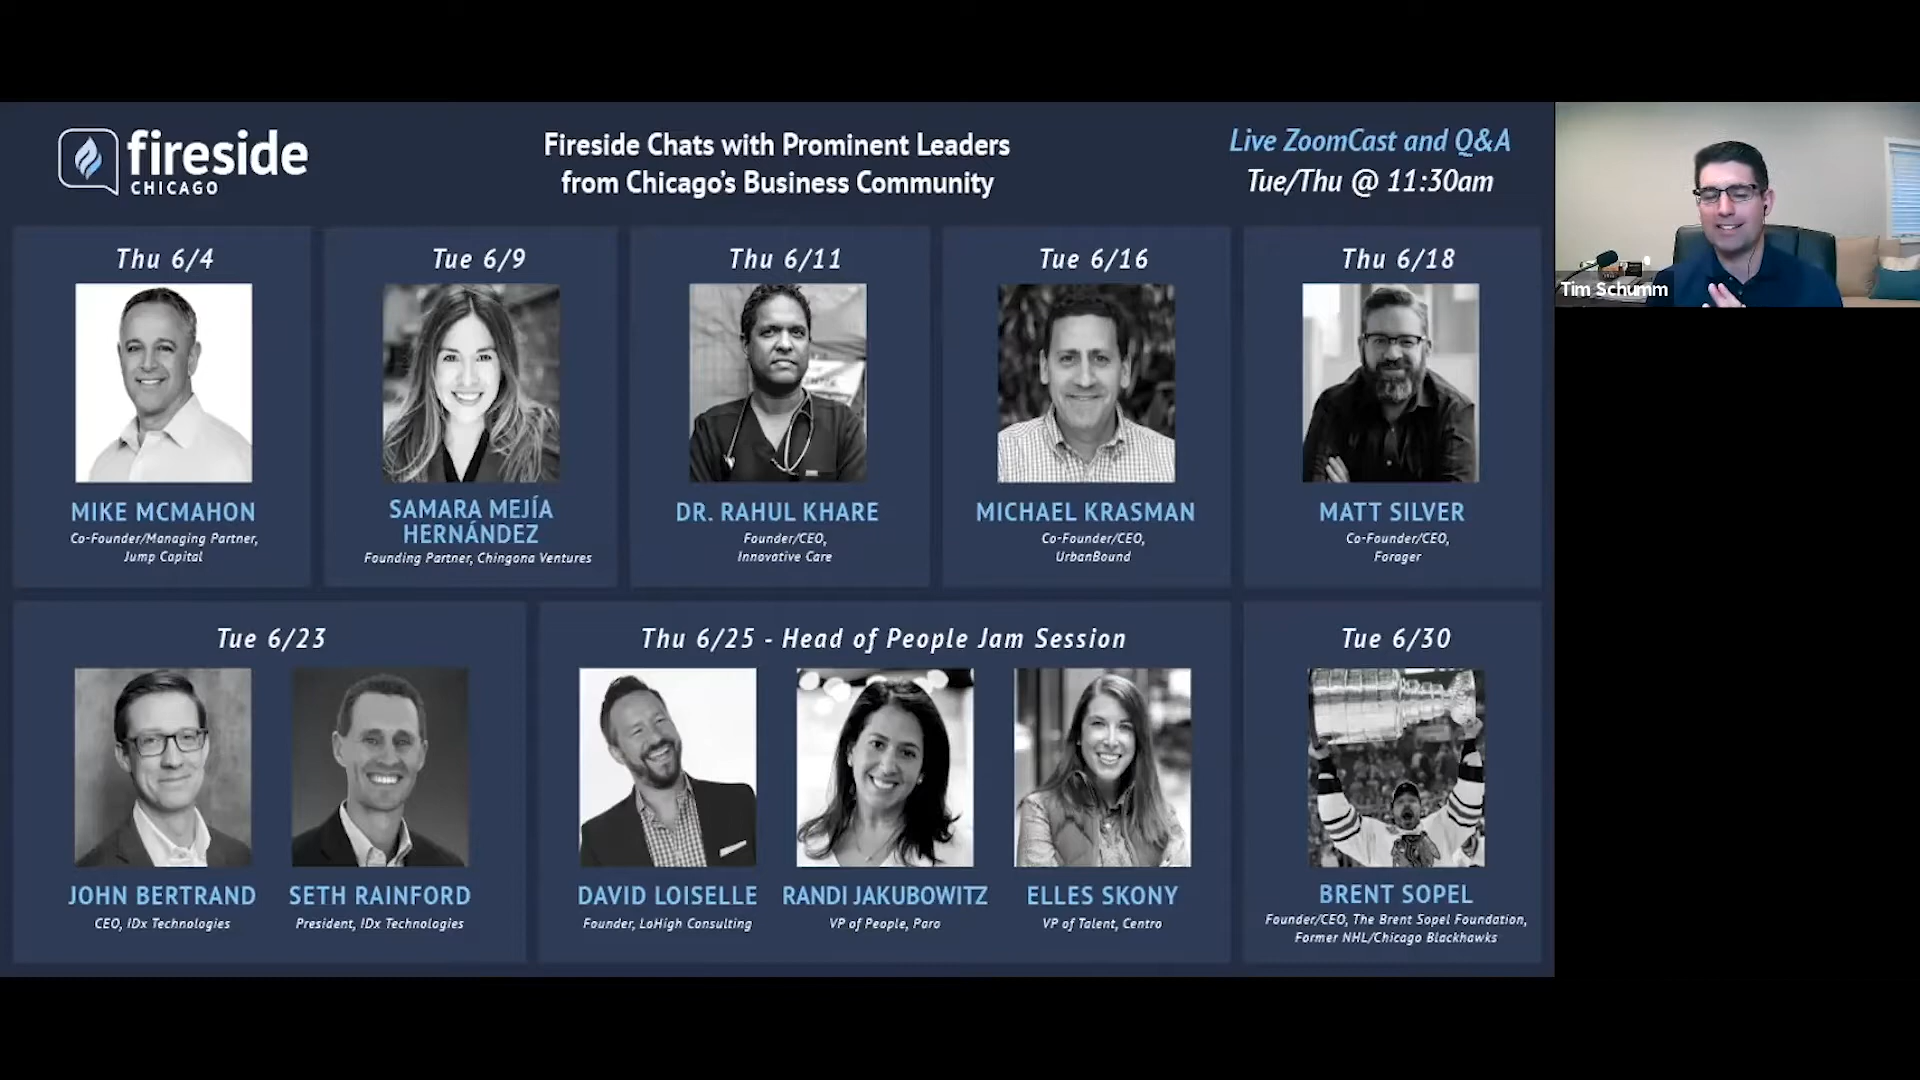 fireside
CHICAGO
Fireside Chats with Prominent Leaders
from Chicago's Business Community
Live ZoomCast and Q&A
Tue/Thu @ 11:30am
Tim Schumm
Thu 6/4
MIKE MCMAHON
Co-Founder/Managing Partner,
Jump Capital
Tue 6/9
SAMARA MEJÍA
HERNÁNDEZ
Founding Partner, Chingona Ventures
Thu 6/11
DR. RAHUL KHARE
Founder/CEO,
Innovative Care
Tue 6/16
MICHAEL KRASMAN
Co-Founder/CEO,
UrbanBound
Thu 6/18
MATT SILVER
Co-Founder/CEO,
Forager
Tue 6/23
JOHN BERTRAND
CEO, IDx Technologies
SETH RAINFORD
President, IDx Technologies
Thu 6/25 - Head of People Jam Session
DAVID LOISELLE
Founder, LoHigh Consulting
RANDI JAKUBOWITZ
VP of People, Paro
ELLES SKONY
VP of Talent, Centro
Tue 6/30
BRENT SOPEL
Founder/CEO, The Brent Sopel Foundation,
Former NHL/Chicago Blackhawks